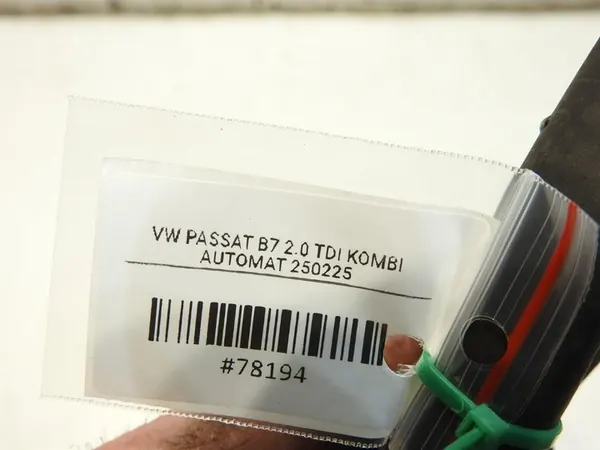 VW PASSAT B7 2.0 TDI KOMBI
AUTOMAT 250225
#78194